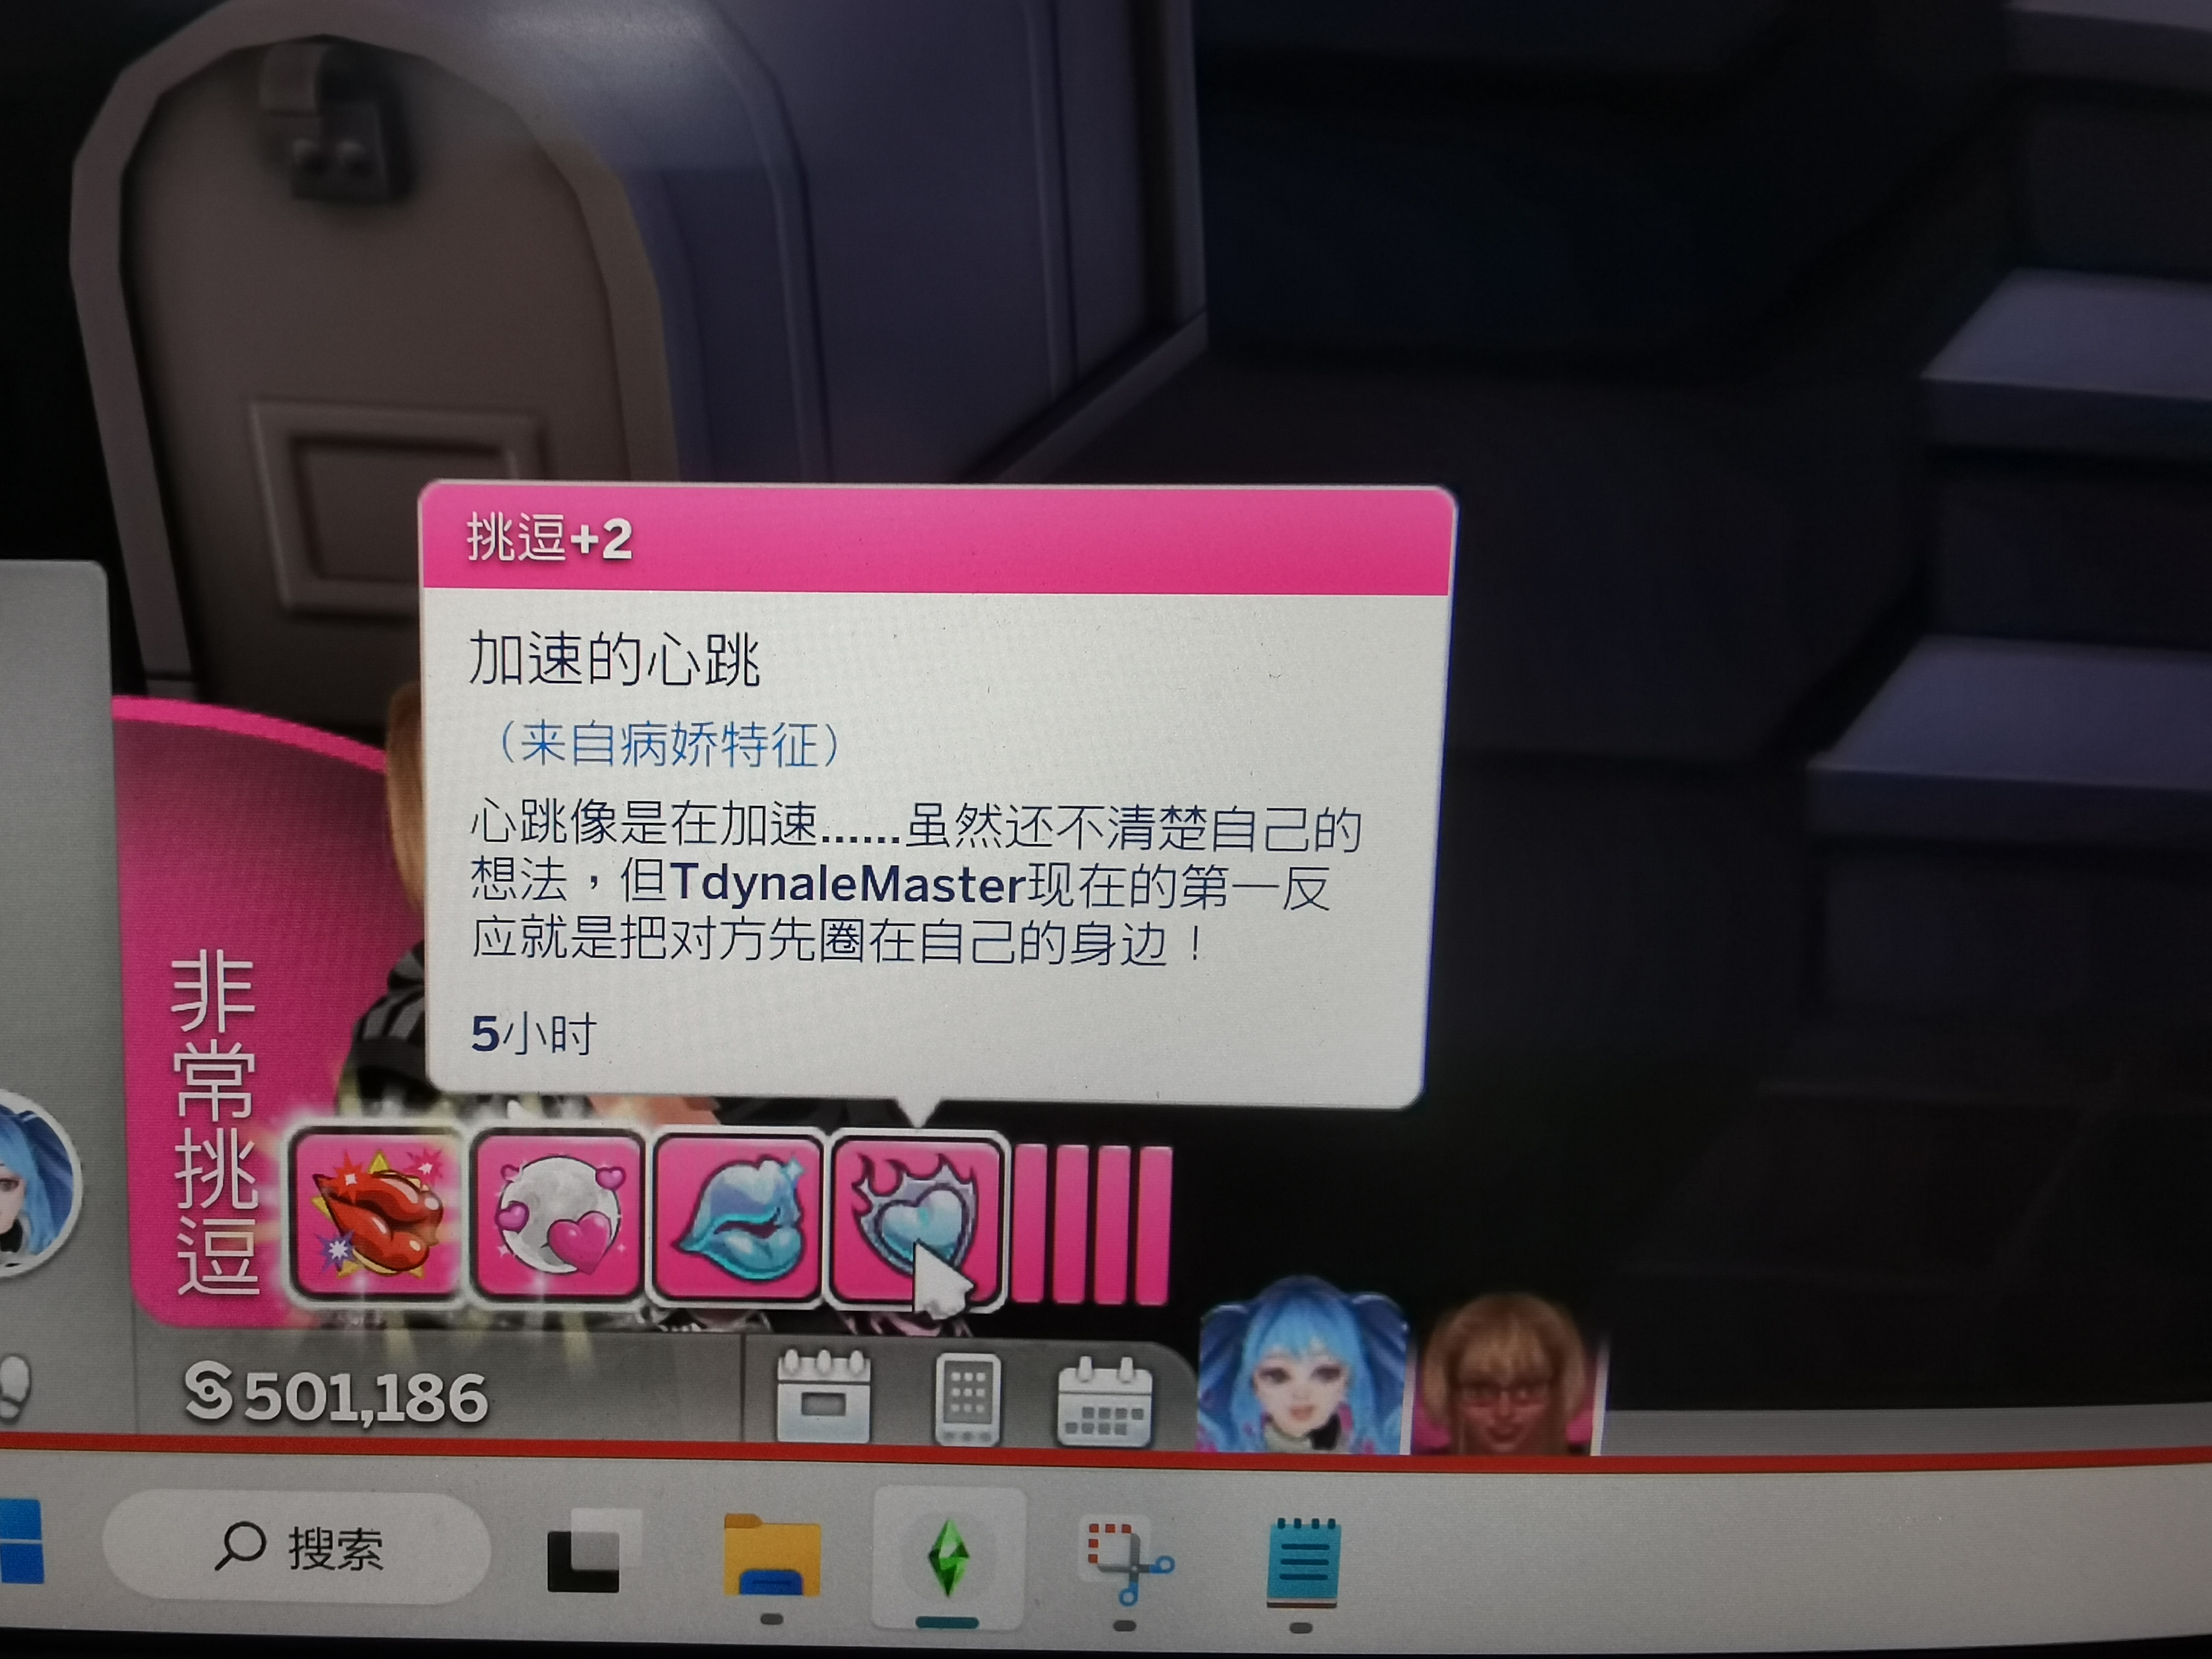 挑逗+2
加速的心跳
（来自病娇特征）
心跳像是在加速……虽然还不清楚自己的
想法，但TdynaleMaster现在的第一反
应就是把对方先圈在自己的身边！
5小时
非常挑逗
501,186
搜索